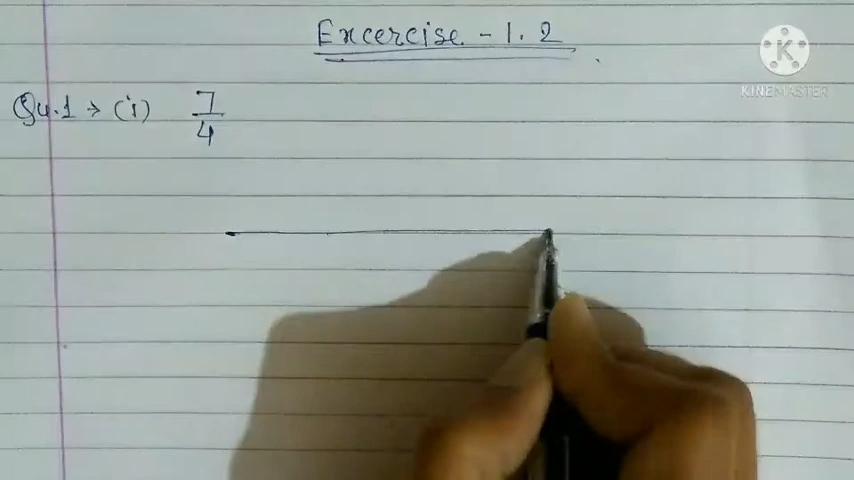 Excercise - 1.2
Qu.1 → (i) 7/4
K
KINEMASTER